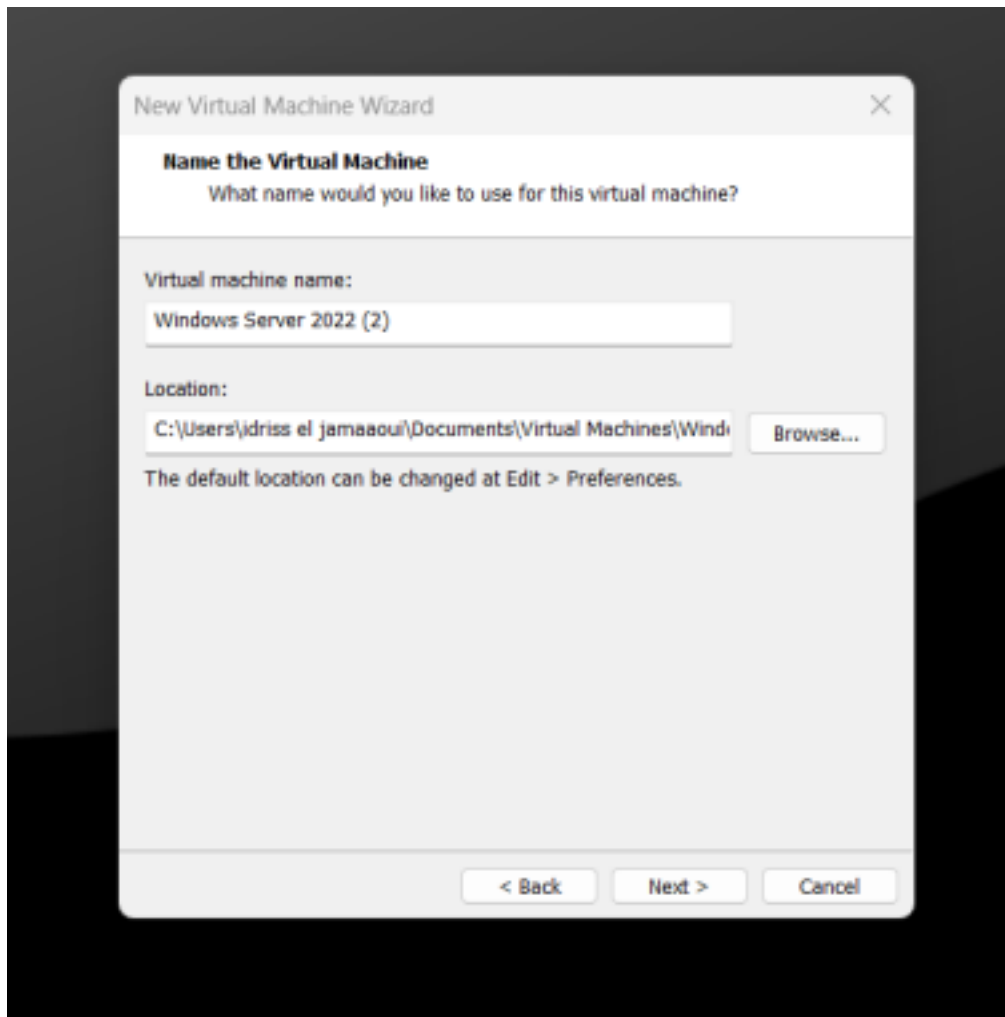 New Virtual Machine Wizard
Name the Virtual Machine
What name would you like to use for this virtual machine?
Virtual machine name:
Windows Server 2022 (2)
Location:
C:\Users\idriss el jamaaoui\Documents\Virtual Machines\Wind
Browse...
The default location can be changed at Edit > Preferences.
< Back
Next >
Cancel